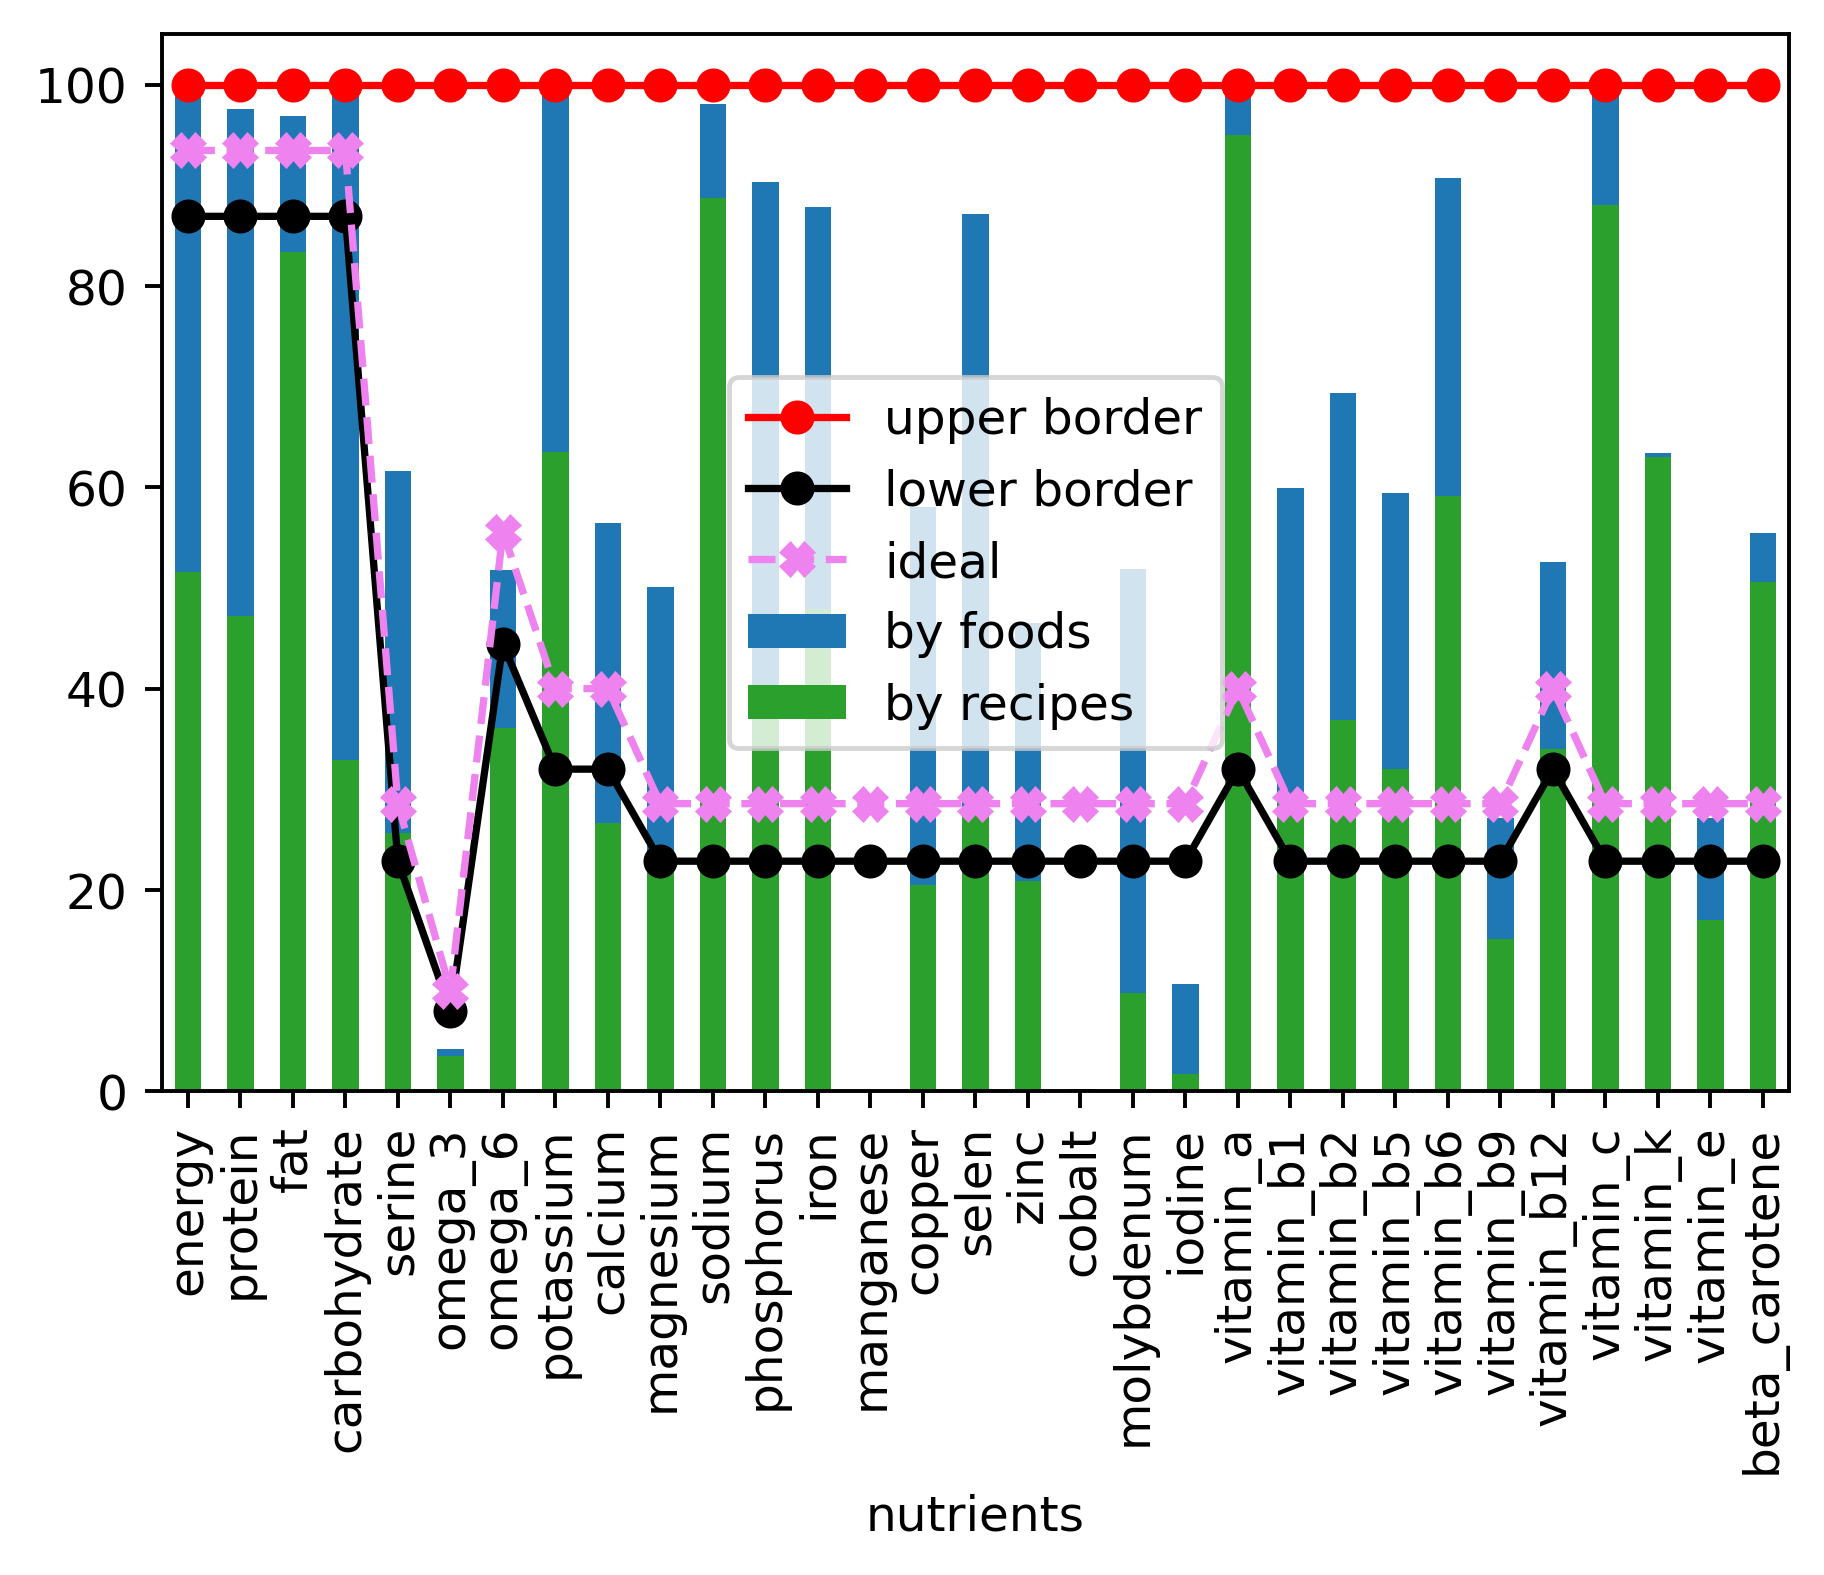 100
80
60
40
20
0
upper border
lower border
ideal
by foods
by recipes
energy
protein
fat
carbohydrate
serine
omega_3
omega_6
potassium
calcium
magnesium
sodium
phosphorus
iron
manganese
copper
selen
zinc
cobalt
molybdenum
iodine
vitamin_a
vitamin_b1
vitamin_b2
vitamin_b5
vitamin_b6
vitamin_b9
vitamin_b12
vitamin_c
vitamin_k
vitamin_e
beta_carotene
nutrients